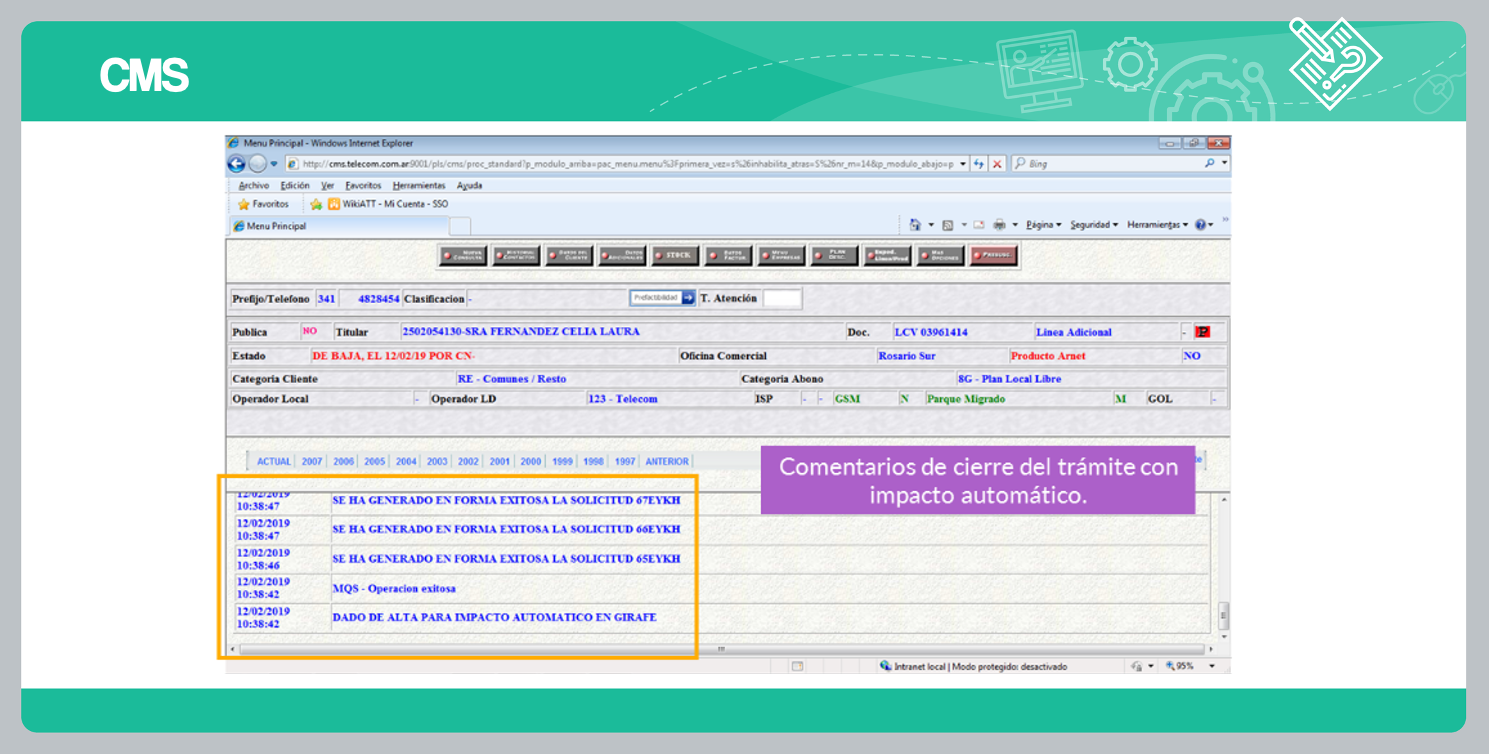 CMS
Menu Principal - Windows Internet Explorer
http://cms.telecom.com.ar:9001/pls/cms/proc_standard?p_modulo_arriba=pac_menu.menu%3Fprimera_vez=s%26inhabilita_atras=S%26nr_m=14&p_modulo_abajo=p
Bing
Archivo Edición Ver Favoritos Herramientas Ayuda
Favoritos WikiATT - Mi Cuenta - SSO
Menu Principal Página Seguridad Herramientas
STOCK
Prefijo/Telefono 341 4828454 Clasificacion - Prefactibilidad T. Atención
Publica NO Titular 2502054130-SRA FERNANDEZ CELIA LAURA Doc. LCV 03961414 Linea Adicional - P
Estado DE BAJA, EL 12/02/19 POR CN- Oficina Comercial Rosario Sur Producto Arnet NO
Categoria Cliente RE - Comunes / Resto Categoria Abono 8G - Plan Local Libre
Operador Local - Operador LD 123 - Telecom ISP - - GSM N Parque Migrado M GOL -
ACTUAL 2007 2006 2005 2004 2003 2002 2001 2000 1999 1998 1997 ANTERIOR
Comentarios de cierre del trámite con
impacto automático.
12/02/2019
10:38:47 SE HA GENERADO EN FORMA EXITOSA LA SOLICITUD 67EYKH
12/02/2019
10:38:47 SE HA GENERADO EN FORMA EXITOSA LA SOLICITUD 66EYKH
12/02/2019
10:38:46 SE HA GENERADO EN FORMA EXITOSA LA SOLICITUD 65EYKH
12/02/2019
10:38:42 MQS - Operacion exitosa
12/02/2019
10:38:42 DADO DE ALTA PARA IMPACTO AUTOMATICO EN GIRAFE
Intranet local | Modo protegido: desactivado 95%